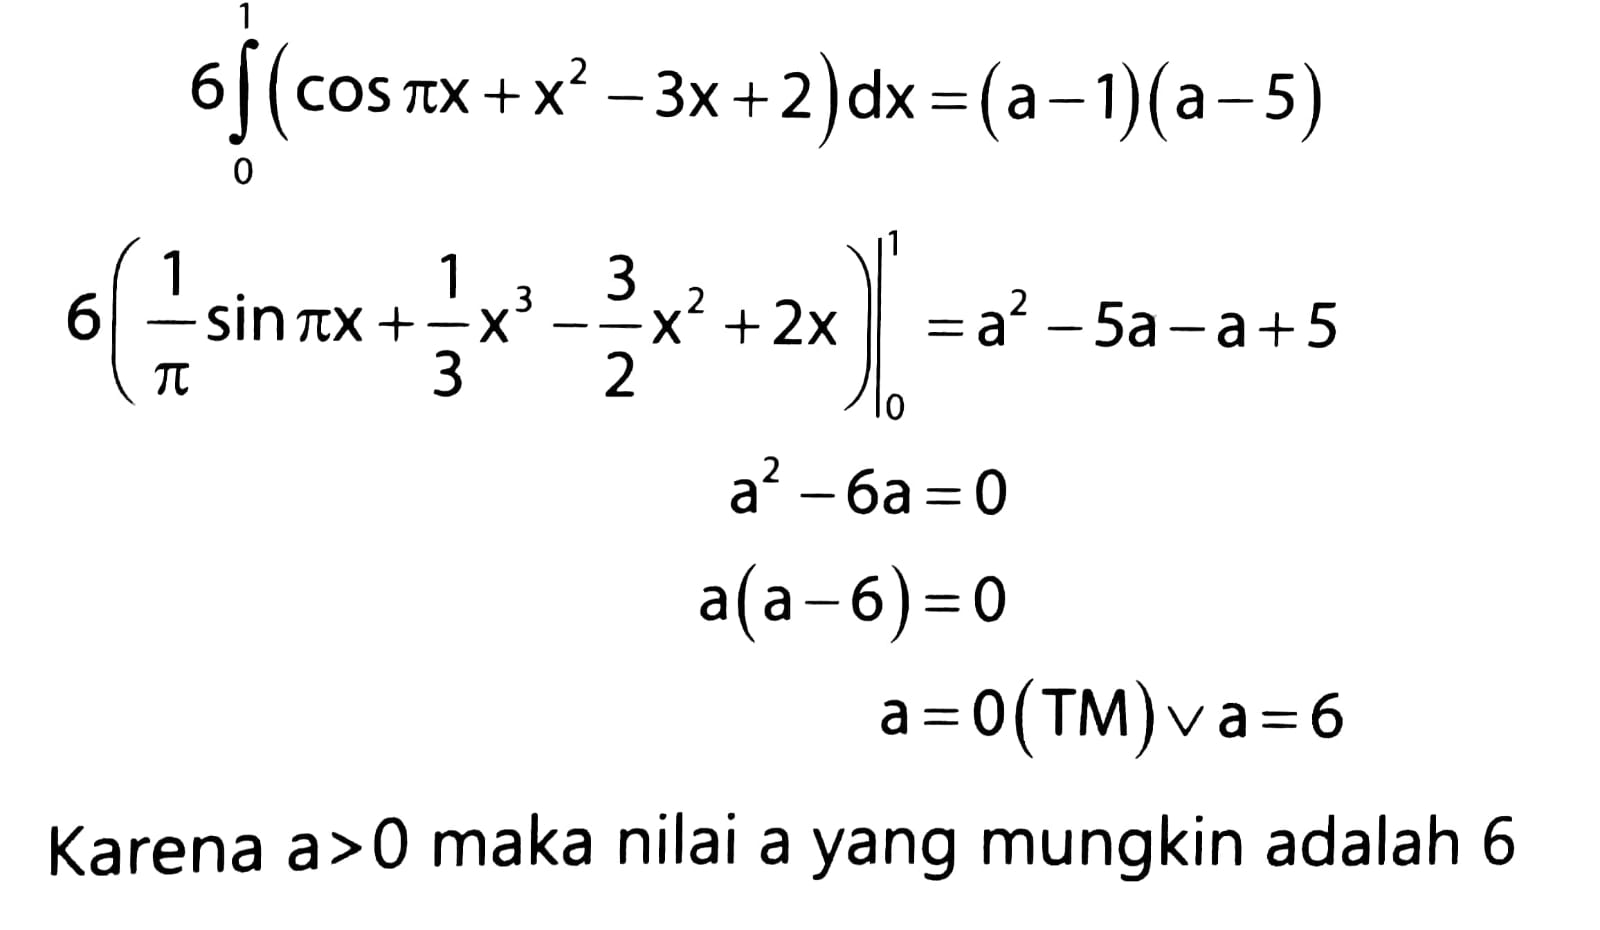 6∫₀¹(cos πx + x² − 3x + 2)dx = (a − 1)(a − 5)
6(1/π sin πx + 1/3 x³ − 3/2 x² + 2x)|₀¹ = a² − 5a − a + 5
a² − 6a = 0
a(a − 6) = 0
a = 0(TM) ∨ a = 6
Karena a > 0 maka nilai a yang mungkin adalah 6